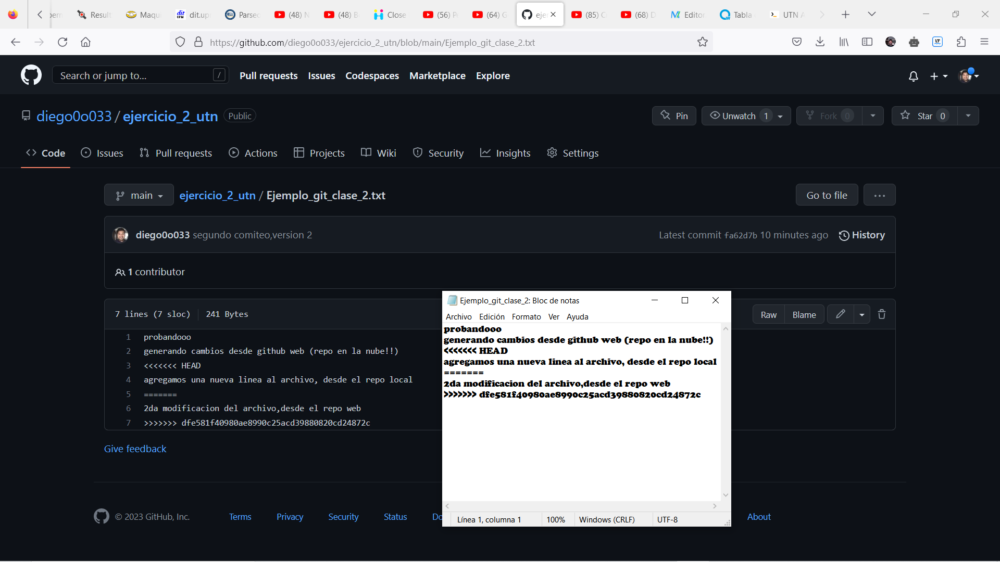 Result
Maqu
dit.up
Parsec
(48) N
(48) B
Close
(56) P
(64) G
eje
(85) C
(68) D
Editor
Tabla
UTN A
https://github.com/diego0o033/ejercicio_2_utn/blob/main/Ejemplo_git_clase_2.txt
Search or jump to... /
Pull requests Issues Codespaces Marketplace Explore
diego0o033 / ejercicio_2_utn Public
Pin Unwatch 1 Fork 0 Star 0
Code Issues Pull requests Actions Projects Wiki Security Insights Settings
main ejercicio_2_utn / Ejemplo_git_clase_2.txt Go to file ...
diego0o033 segundo comiteo,version 2 Latest commit fa62d7b 10 minutes ago History
1 contributor
7 lines (7 sloc) 241 Bytes Raw Blame
1 probandooo
2 generando cambios desde github web (repo en la nube!!)
3 <<<<<<< HEAD
4 agregamos una nueva linea al archivo, desde el repo local
5 =======
6 2da modificacion del archivo,desde el repo web
7 >>>>>>> dfe581f40980ae8990c25acd39880820cd24872c
Ejemplo_git_clase_2: Bloc de notas
Archivo Edición Formato Ver Ayuda
probandooo
generando cambios desde github web (repo en la nube!!)
<<<<<<< HEAD
agregamos una nueva linea al archivo, desde el repo local
=======
2da modificacion del archivo,desde el repo web
>>>>>>> dfe581f40980ae8990c25acd39880820cd24872c
Línea 1, columna 1 100% Windows (CRLF) UTF-8
Give feedback
© 2023 GitHub, Inc. Terms Privacy Security Status Do About